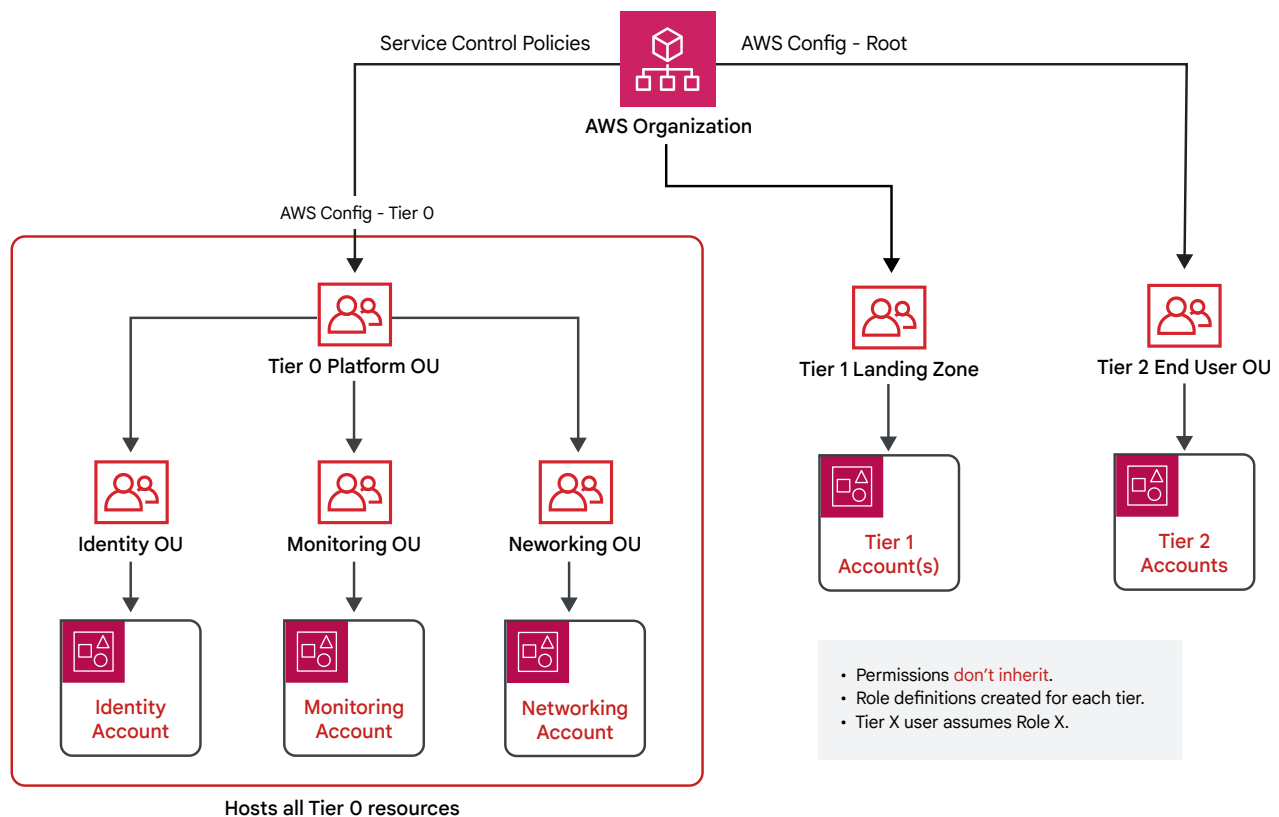 Service Control Policies
AWS Config - Root
AWS Organization
AWS Config - Tier 0
Tier 0 Platform OU
Tier 1 Landing Zone
Tier 2 End User OU
Identity OU
Monitoring OU
Neworking OU
Tier 1
Account(s)
Tier 2
Accounts
Identity
Account
Monitoring
Account
Networking
Account
• Permissions don't inherit.
• Role definitions created for each tier.
• Tier X user assumes Role X.
Hosts all Tier 0 resources